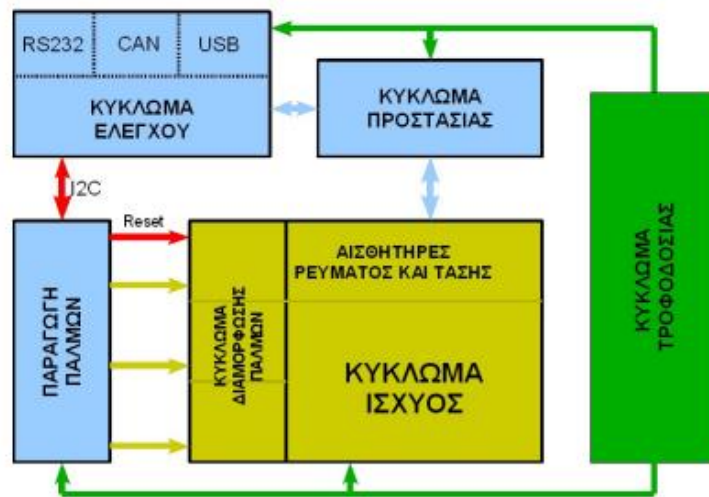 RS232
CAN
USB
ΚΥΚΛΩΜΑ
ΕΛΕΓΧΟΥ
ΚΥΚΛΩΜΑ
ΠΡΟΣΤΑΣΙΑΣ
I2C
Reset
ΠΑΡΑΓΩΓΗ
ΠΑΛΜΩΝ
ΚΥΚΛΩΜΑ
ΔΙΑΜΟΡΦΩΣΗΣ
ΠΑΛΜΩΝ
ΑΙΣΘΗΤΗΡΕΣ
ΡΕΥΜΑΤΟΣ ΚΑΙ ΤΑΣΗΣ
ΚΥΚΛΩΜΑ
ΙΣΧΥΟΣ
ΚΥΚΛΩΜΑ
ΤΡΟΦΟΔΟΣΙΑΣ